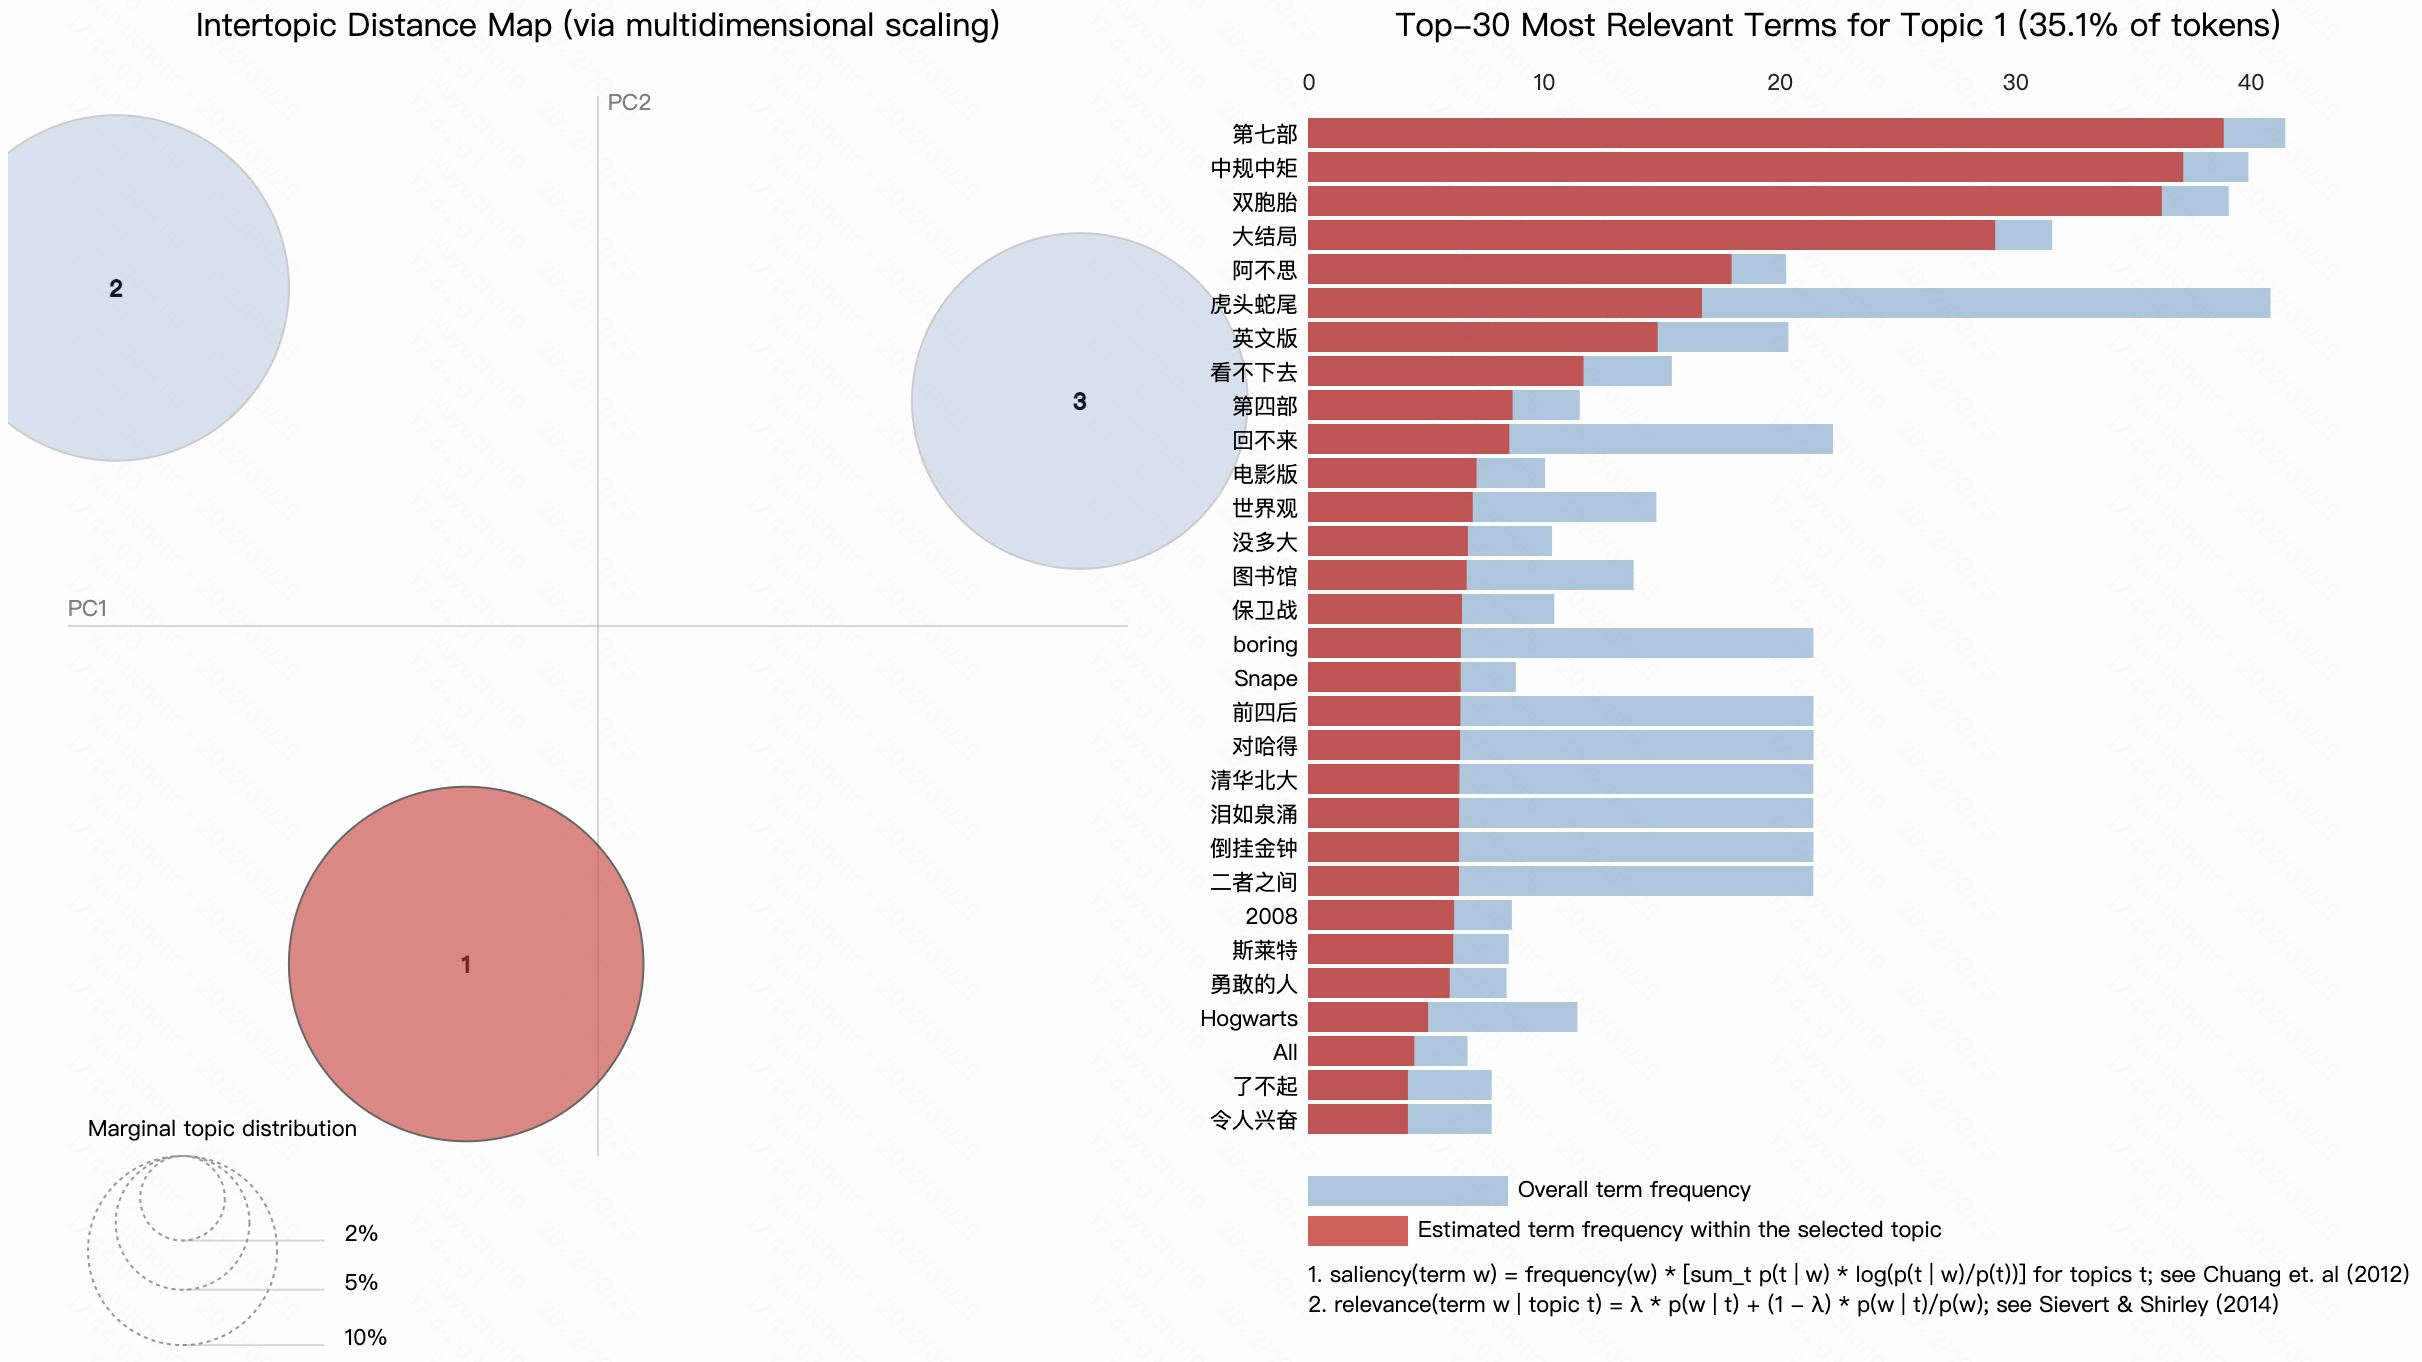 Intertopic Distance Map (via multidimensional scaling)
PC2
2
3
PC1
1
Marginal topic distribution
2%
5%
10%
Top-30 Most Relevant Terms for Topic 1 (35.1% of tokens)
0 10 20 30 40
第七部
中规中矩
双胞胎
大结局
阿不思
虎头蛇尾
英文版
看不下去
第四部
回不来
电影版
世界观
没多大
图书馆
保卫战
boring
Snape
前四后
对哈得
清华北大
泪如泉涌
倒挂金钟
二者之间
2008
斯莱特
勇敢的人
Hogwarts
All
了不起
令人兴奋
Overall term frequency
Estimated term frequency within the selected topic
1. saliency(term w) = frequency(w) * [sum_t p(t | w) * log(p(t | w)/p(t))] for topics t; see Chuang et. al (2012)
2. relevance(term w | topic t) = λ * p(w | t) + (1 - λ) * p(w | t)/p(w); see Sievert & Shirley (2014)